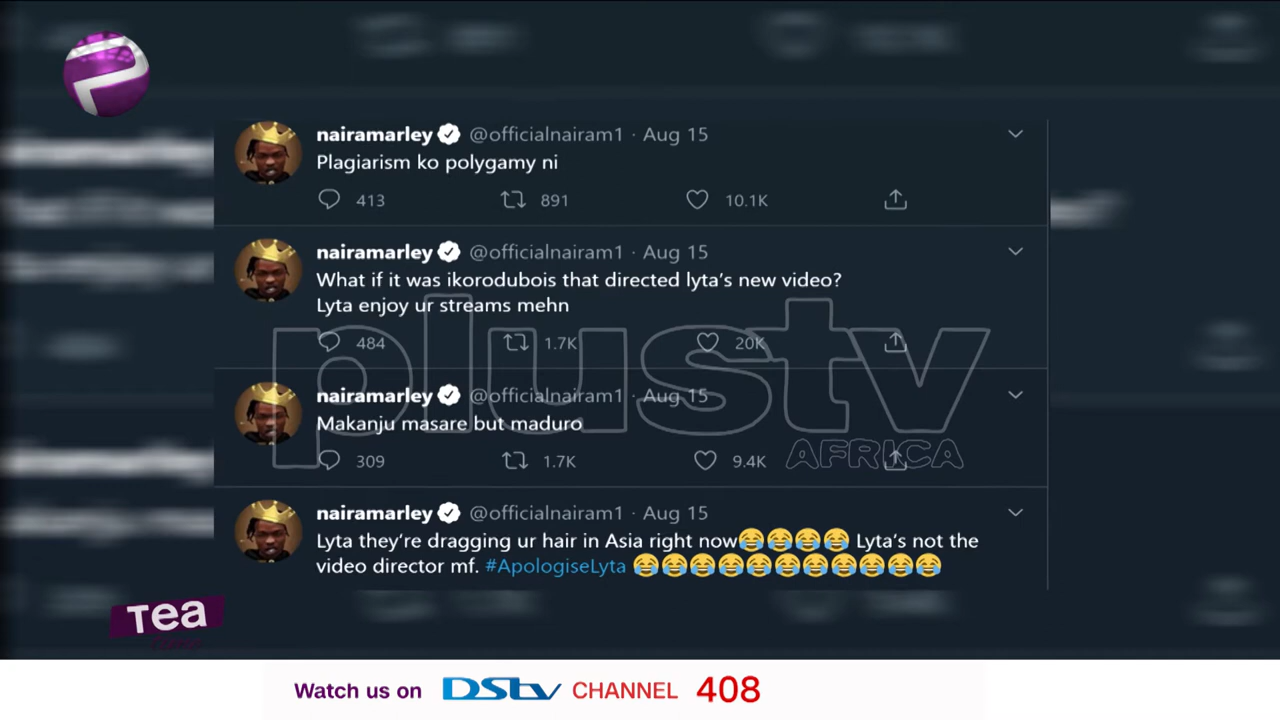 nairamarley @officialnairam1 · Aug 15
Plagiarism ko polygamy ni
413 891 10.1K
nairamarley @officialnairam1 · Aug 15
What if it was ikorodubois that directed lyta's new video?
Lyta enjoy ur streams mehn
484 1.7K 20K
plustv
AFRICA
nairamarley @officialnairam1 · Aug 15
Makanju masare but maduro
309 1.7K 9.4K
nairamarley @officialnairam1 · Aug 15
Lyta they're dragging ur hair in Asia right now😂😂😂😂 Lyta's not the
video director mf. #ApologiseLyta 😂😂😂😂😂😂😂😂😂😂😂
Tea
Watch us on DStv CHANNEL 408